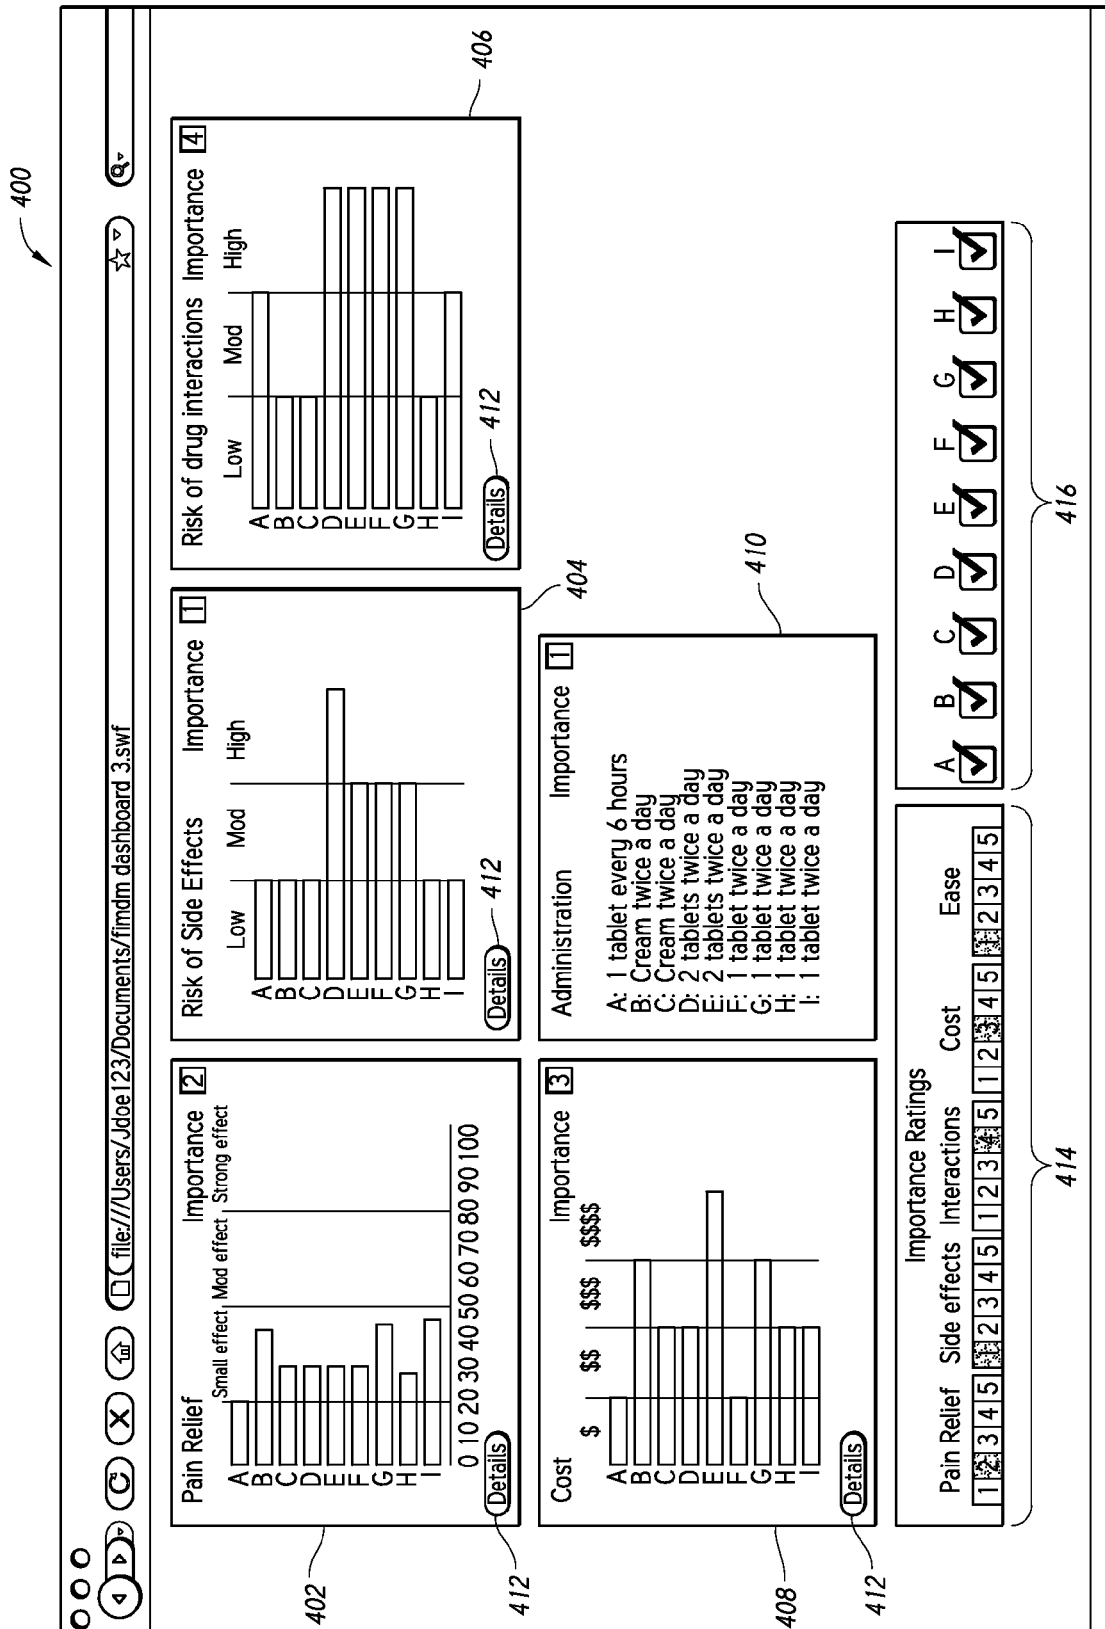 400
file:///Users/Jdoe123/Documents/fimdm dashboard 3.swf
Pain Relief Importance 2
Small effect Mod effect Strong effect
A
B
C
D
E
F
G
H
I
0 10 20 30 40 50 60 70 80 90 100
Details
402
412
Risk of Side Effects Importance 1
Low Mod High
A
B
C
D
E
F
G
H
I
Details
412
404
Risk of drug interactions Importance 4
Low Mod High
A
B
C
D
E
F
G
H
I
Details
412
406
Cost Importance 3
$ $$ $$$ $$$$
A
B
C
D
E
F
G
H
I
Details
408
412
Administration Importance 1
A: 1 tablet every 6 hours
B: Cream twice a day
C: Cream twice a day
D: 2 tablets twice a day
E: 2 tablets twice a day
F: 1 tablet twice a day
G: 1 tablet twice a day
H: 1 tablet twice a day
I: 1 tablet twice a day
410
Importance Ratings
Pain Relief Side effects Interactions Cost Ease
1 2 3 4 5 1 2 3 4 5 1 2 3 4 5 1 2 3 4 5 1 2 3 4 5
414
A B C D E F G H I
416